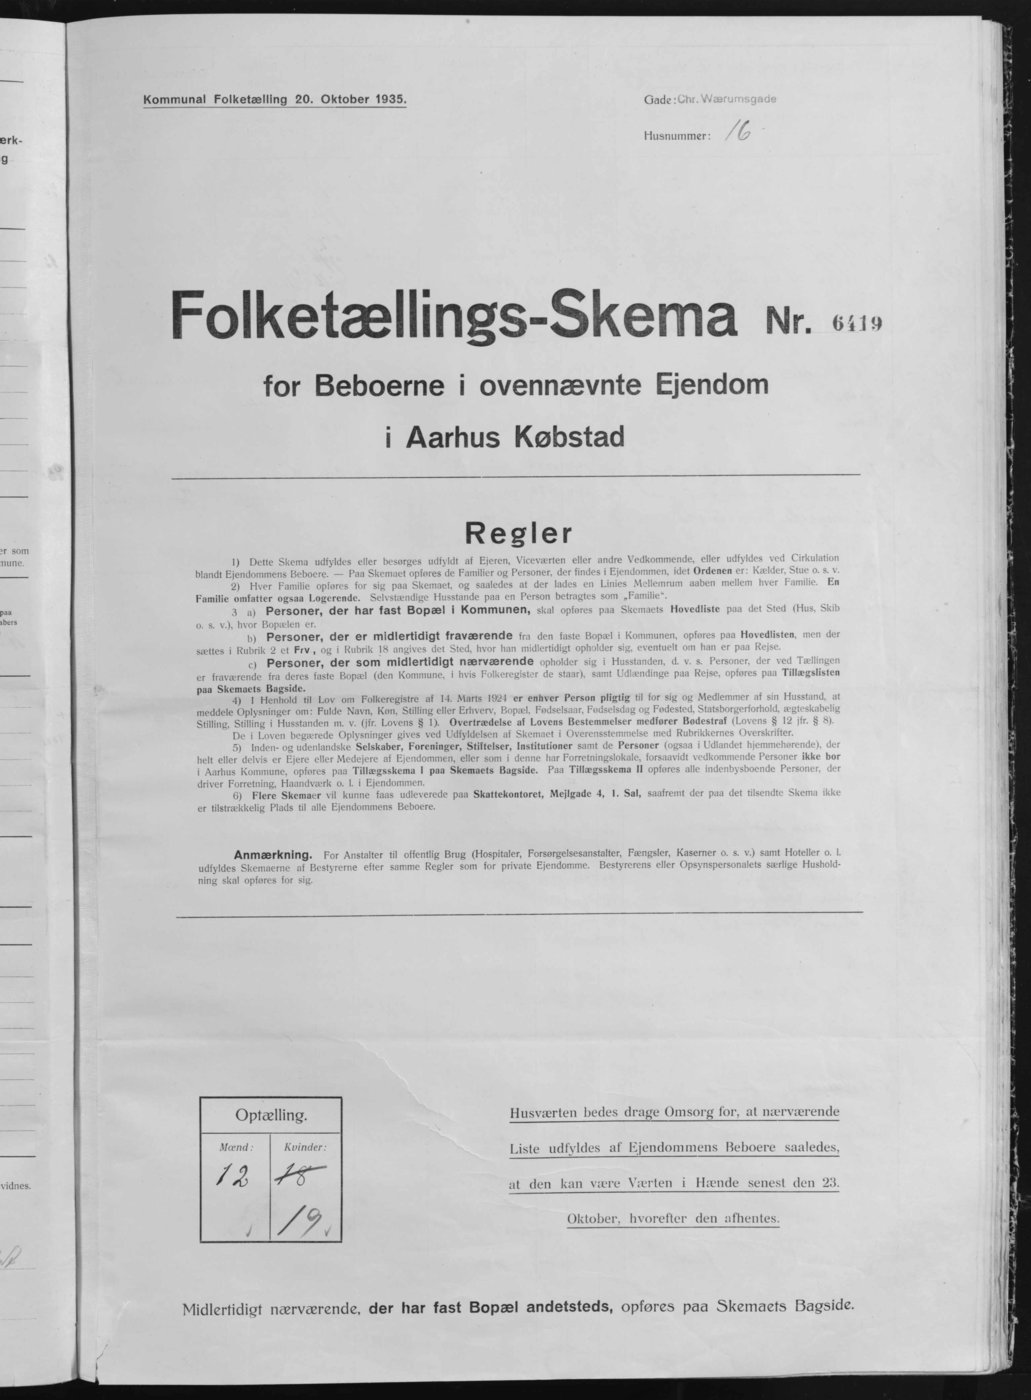 Kommunal Folketælling 20. Oktober 1935.
Gade: Chr. Wærumsgade
Husnummer: 16
Folketællings-Skema Nr. 6419
for Beboerne i ovennævnte Ejendom
i Aarhus Købstad
Regler
1) Dette Skema udfyldes eller besørges udfyldt af Ejeren, Viceværten eller andre Vedkommende, eller udfyldes ved Cirkulation
blandt Ejendommens Beboere. — Paa Skemaet opføres de Familier og Personer, der findes i Ejendommen, idet Ordenen er: Kælder, Stue o. s. v.
2) Hver Familie opføres for sig paa Skemaet, og saaledes at der lades en Linies Mellemrum aaben mellem hver Familie. En
Familie omfatter ogsaa Logerende. Selvstændige Husstande paa en Person betragtes som „Familie“.
3 a) Personer, der har fast Bopæl i Kommunen, skal opføres paa Skemaets Hovedliste paa det Sted (Hus, Skib
o. s. v.), hvor Bopælen er.
b) Personer, der er midlertidigt fraværende fra den faste Bopæl i Kommunen, opføres paa Hovedlisten, men der
sættes i Rubrik 2 et Frv., og i Rubrik 18 angives det Sted, hvor han midlertidigt opholder sig, eventuelt om han er paa Rejse.
c) Personer, der som midlertidigt nærværende opholder sig i Husstanden, d. v. s. Personer, der ved Tællingen
er fraværende fra deres faste Bopæl (den Kommune, i hvis Folkeregister de staar), samt Udlændinge paa Rejse, opføres paa Tillægslisten
paa Skemaets Bagside.
4) I Henhold til Lov om Folkeregistre af 14. Marts 1924 er enhver Person pligtig til for sig og Medlemmer af sin Husstand, at
meddele Oplysninger om: Fulde Navn, Køn, Stilling eller Erhverv, Bopæl, Fødselsaar, Fødselsdag og Fødested, Statsborgerforhold, ægteskabelig
Stilling, Stilling i Husstanden m. v. (jfr. Lovens § 1). Overtrædelse af Lovens Bestemmelser medfører Bødestraf (Lovens § 12 jfr. § 8).
De i Loven begærede Oplysninger gives ved Udfyldelsen af Skemaet i Overensstemmelse med Rubrikkernes Overskrifter.
5) Inden- og udenlandske Selskaber, Foreninger, Stiftelser, Institutioner samt de Personer (ogsaa i Udlandet hjemmehørende), der
helt eller delvis er Ejere eller Medejere af Ejendommen, eller som i denne har Forretningslokale, forsaavidt vedkommende Personer ikke bor
i Aarhus Kommune, opføres paa Tillægsskema I paa Skemaets Bagside. Paa Tillægsskema II opføres alle indenbysboende Personer, der
driver Forretning, Haandværk o. l. i Ejendommen.
6) Flere Skemaer vil kunne faas udleverede paa Skattekontoret, Mejlgade 4, 1. Sal, saafremt der paa det tilsendte Skema ikke
er tilstrækkelig Plads til alle Ejendommens Beboere.
Anmærkning. For Anstalter til offentlig Brug (Hospitaler, Forsørgelsesanstalter, Fængsler, Kaserner o. s. v.) samt Hoteller o. l.
udfyldes Skemaerne af Bestyrerne efter samme Regler som for private Ejendomme. Bestyrerens eller Opsynspersonalets særlige Hushold-
ning skal opføres for sig.
Optælling.
Mænd: Kvinder:
12 18
19
Husværten bedes drage Omsorg for, at nærværende
Liste udfyldes af Ejendommens Beboere saaledes,
at den kan være Værten i Hænde senest den 23.
Oktober, hvorefter den afhentes.
Midlertidigt nærværende, der har fast Bopæl andetsteds, opføres paa Skemaets Bagside.
ærk-
g
er som
mune.
paa
abers
vidnes.